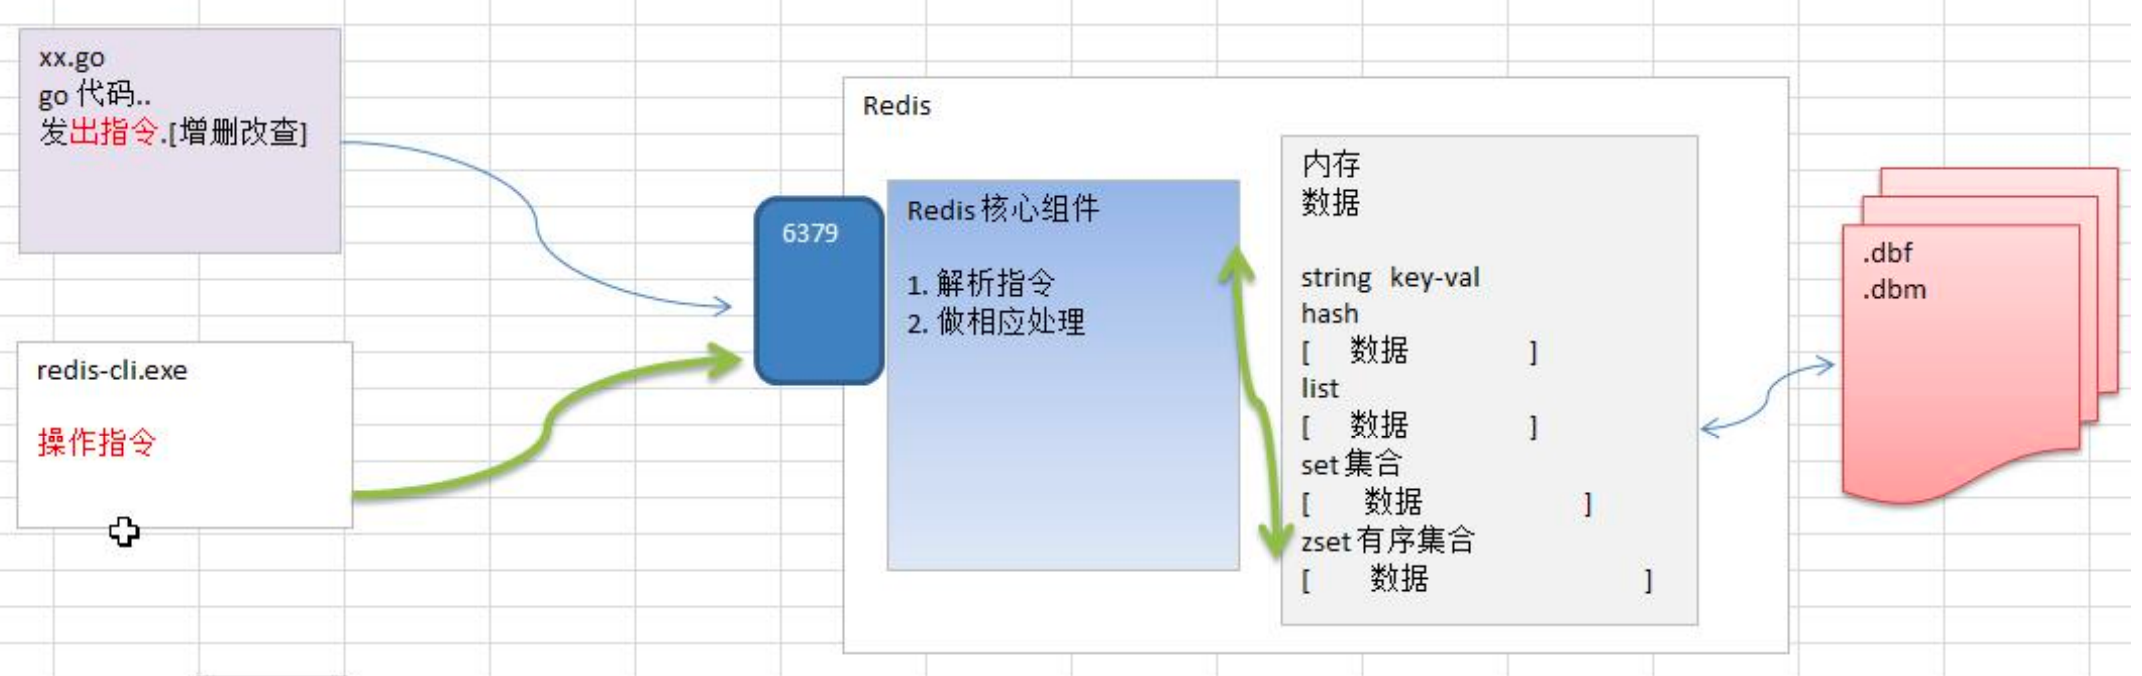 xx.go
go 代码..
发出指令.[增删改查]
redis-cli.exe
操作指令
6379
Redis
Redis 核心组件
1. 解析指令
2. 做相应处理
内存
数据
string key-val
hash
[ 数据 ]
list
[ 数据 ]
set 集合
[ 数据 ]
zset 有序集合
[ 数据 ]
.dbf
.dbm